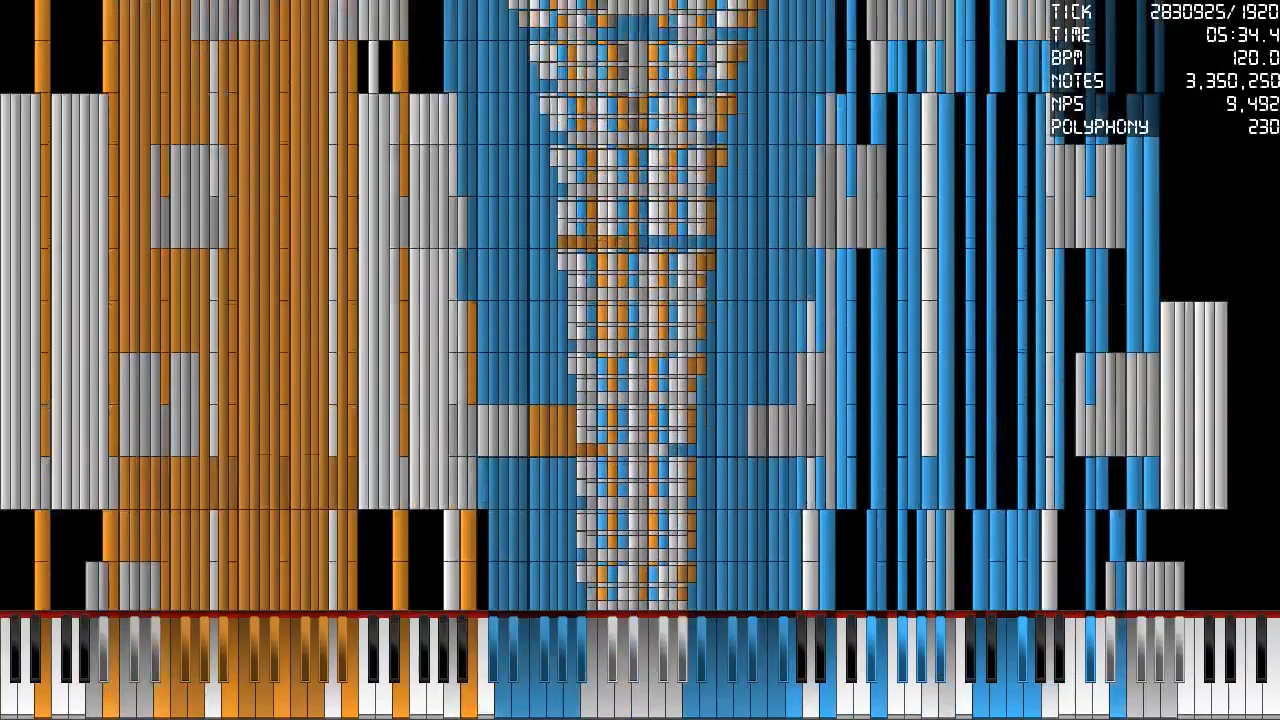 TICK 2830925/1920
TIME 05:34.4
BPM 120.0
NOTES 3,350,250
NPS 9,492
POLYPHONY 230